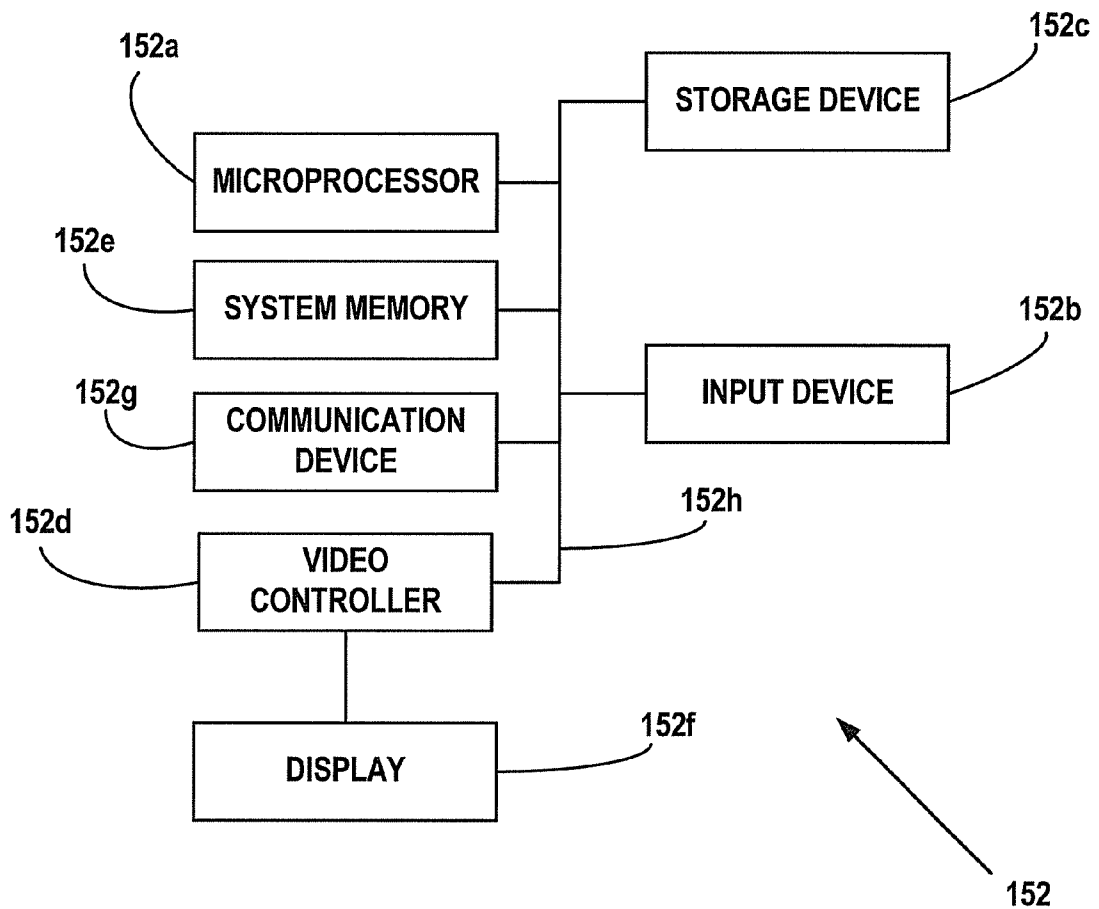 152c
152a
STORAGE DEVICE
MICROPROCESSOR
152e
SYSTEM MEMORY
152b
INPUT DEVICE
152g
COMMUNICATION
DEVICE
152h
152d
VIDEO
CONTROLLER
152f
DISPLAY
152